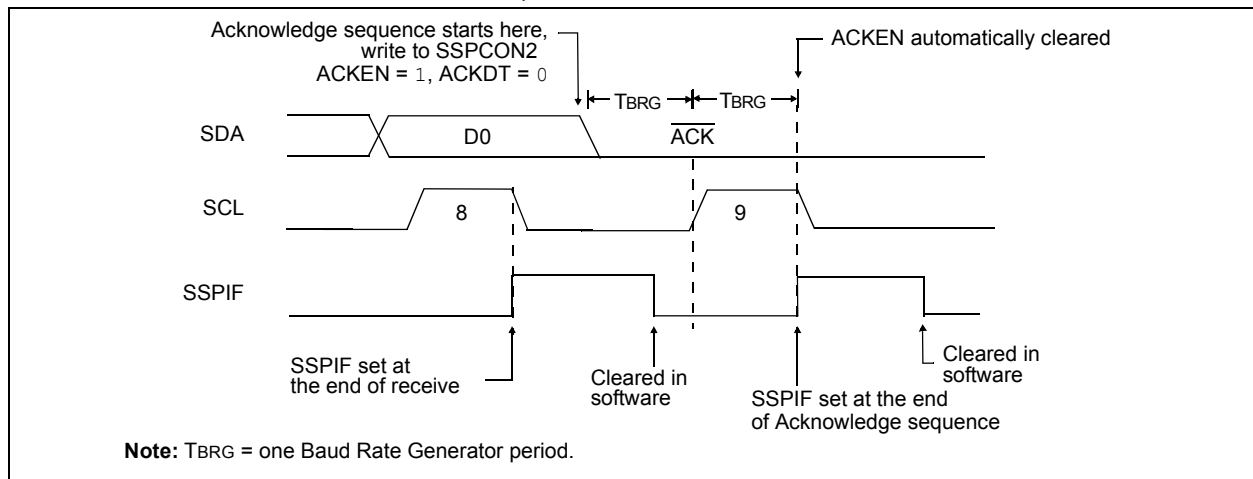 Acknowledge sequence starts here,
write to SSPCON2
ACKEN = 1, ACKDT = 0
ACKEN automatically cleared
TBRG
TBRG
SDA
D0
ACK
SCL
8
9
SSPIF
SSPIF set at
the end of receive
Cleared in
software
SSPIF set at the end
of Acknowledge sequence
Cleared in
software
Note: TBRG = one Baud Rate Generator period.